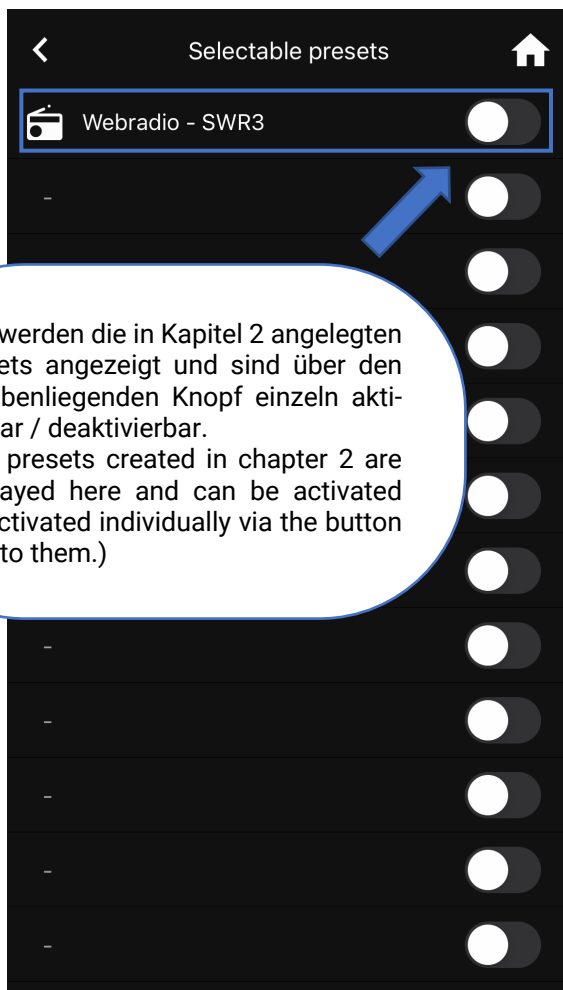 Selectable presets
Webradio - SWR3
-
werden die in Kapitel 2 angelegten
ets angezeigt und sind über den
benliegenden Knopf einzeln akti-
ar / deaktivierbar.
presets created in chapter 2 are
ayed here and can be activated
ctivated individually via the button
to them.)
-
-
-
-
-